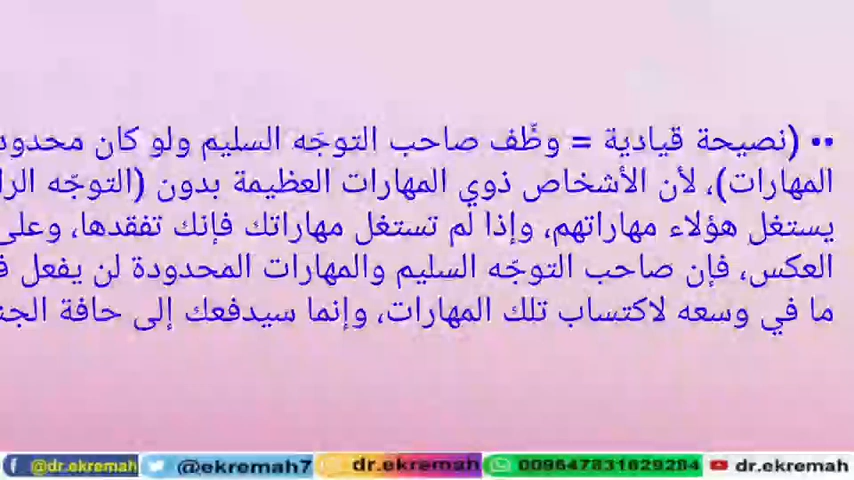 •• (نصيحة قيادية = وظّف صاحب التوجَه السليم ولو كان محدود
المهارات)، لأن الأشخاص ذوي المهارات العظيمة بدون (التوجّه الرا
يستغل هؤلاء مهاراتهم، وإذا لم تستغل مهاراتك فإنك تفقدها، وعلى
العكس، فإن صاحب التوجّه السليم والمهارات المحدودة لن يفعل ف
ما في وسعه لاكتساب تلك المهارات، وإنما سيدفعك إلى حافة الجن
@dr.ekremah @ekremah7 dr.ekremah 009647831629284 dr.ekremah